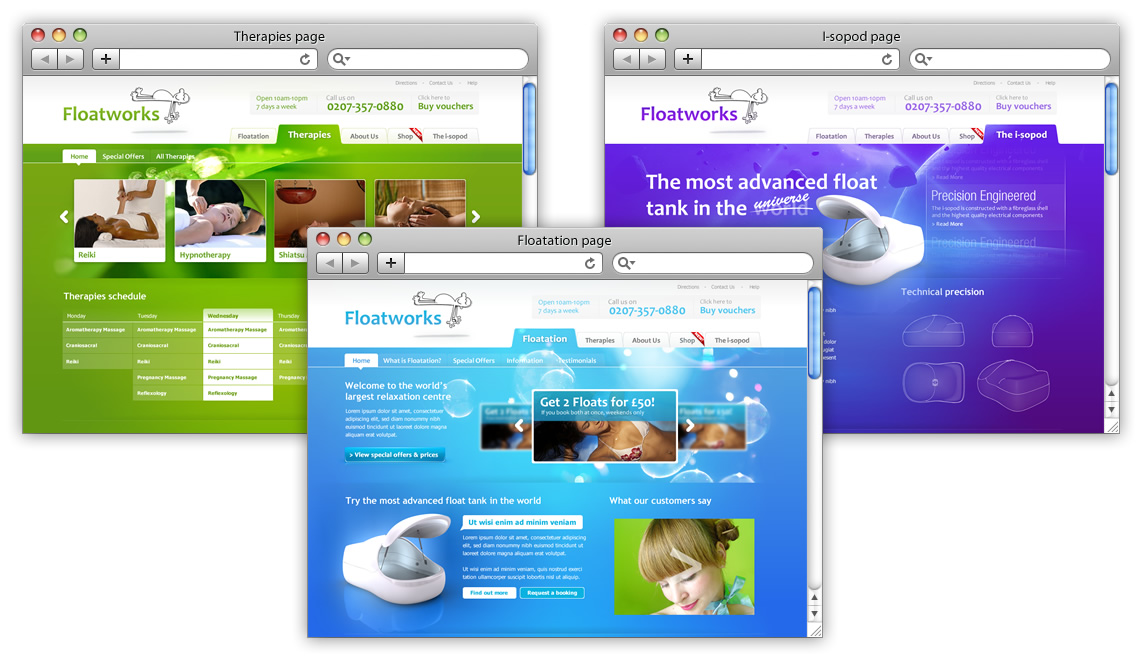 Therapies page
Directions - Contact Us - Help
Floatworks
Open 10am-10pm
7 days a week
Call us on
0207-357-0880
Click here to
Buy vouchers
Floatation
Therapies
About Us
Shop
The i-sopod
Home
Special Offers
All Therapies
Reiki
Hypnotherapy
Shiatsu
Therapies schedule
Monday
Tuesday
Wednesday
Thursday
Aromatherapy Massage
Aromatherapy Massage
Aromatherapy Massage
Craniosacral
Craniosacral
Craniosacral
Reiki
Reiki
Reiki
Reiki
Pregnancy Massage
Pregnancy Massage
Reflexology
Reflexology
I-sopod page
Directions - Contact Us - Help
Floatworks
Open 10am-10pm
7 days a week
Call us on
0207-357-0880
Click here to
Buy vouchers
Floatation
Therapies
About Us
Shop
The i-sopod
The most advanced float
universe
tank in the world
> Read More
Precision Engineered
The i-sopod is constructed with a fibreglass shell
and the highest quality electrical components
> Read More
Precision Engineered
Technical precision
Floatation page
Directions - Contact Us - Help
Floatworks
Open 10am-10pm
7 days a week
Call us on
0207-357-0880
Click here to
Buy vouchers
Floatation
Therapies
About Us
Shop
The i-sopod
Home
What is Floatation?
Special Offers
Information
Testimonials
Welcome to the world's
largest relaxation centre
Lorem ipsum dolor sit amet, consectetuer
adipiscing elit, sed diam nonummy nibh
euismod tincidunt ut laoreet dolore magna
aliquam erat volutpat.
> View special offers & prices
Get 2 Floats for £50!
If you book both at once, weekends only
Try the most advanced float tank in the world
Ut wisi enim ad minim veniam
Lorem ipsum dolor sit amet, consectetuer adipiscing elit,
sed diam nonummy nibh euismod tincidunt ut
laoreet dolore magna aliquam erat volutpat.
Ut wisi enim ad minim veniam, quis nostrud exerci
tation ullamcorper suscipit lobortis nisl ut aliquip.
Find out more
Request a booking
What our customers say